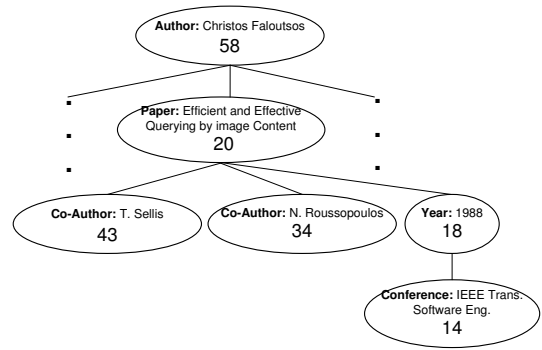 Author: Christos Faloutsos
58
Paper: Efficient and Effective
Querying by image Content
20
Co-Author: T. Sellis
43
Co-Author: N. Roussopoulos
34
Year: 1988
18
Conference: IEEE Trans.
Software Eng.
14